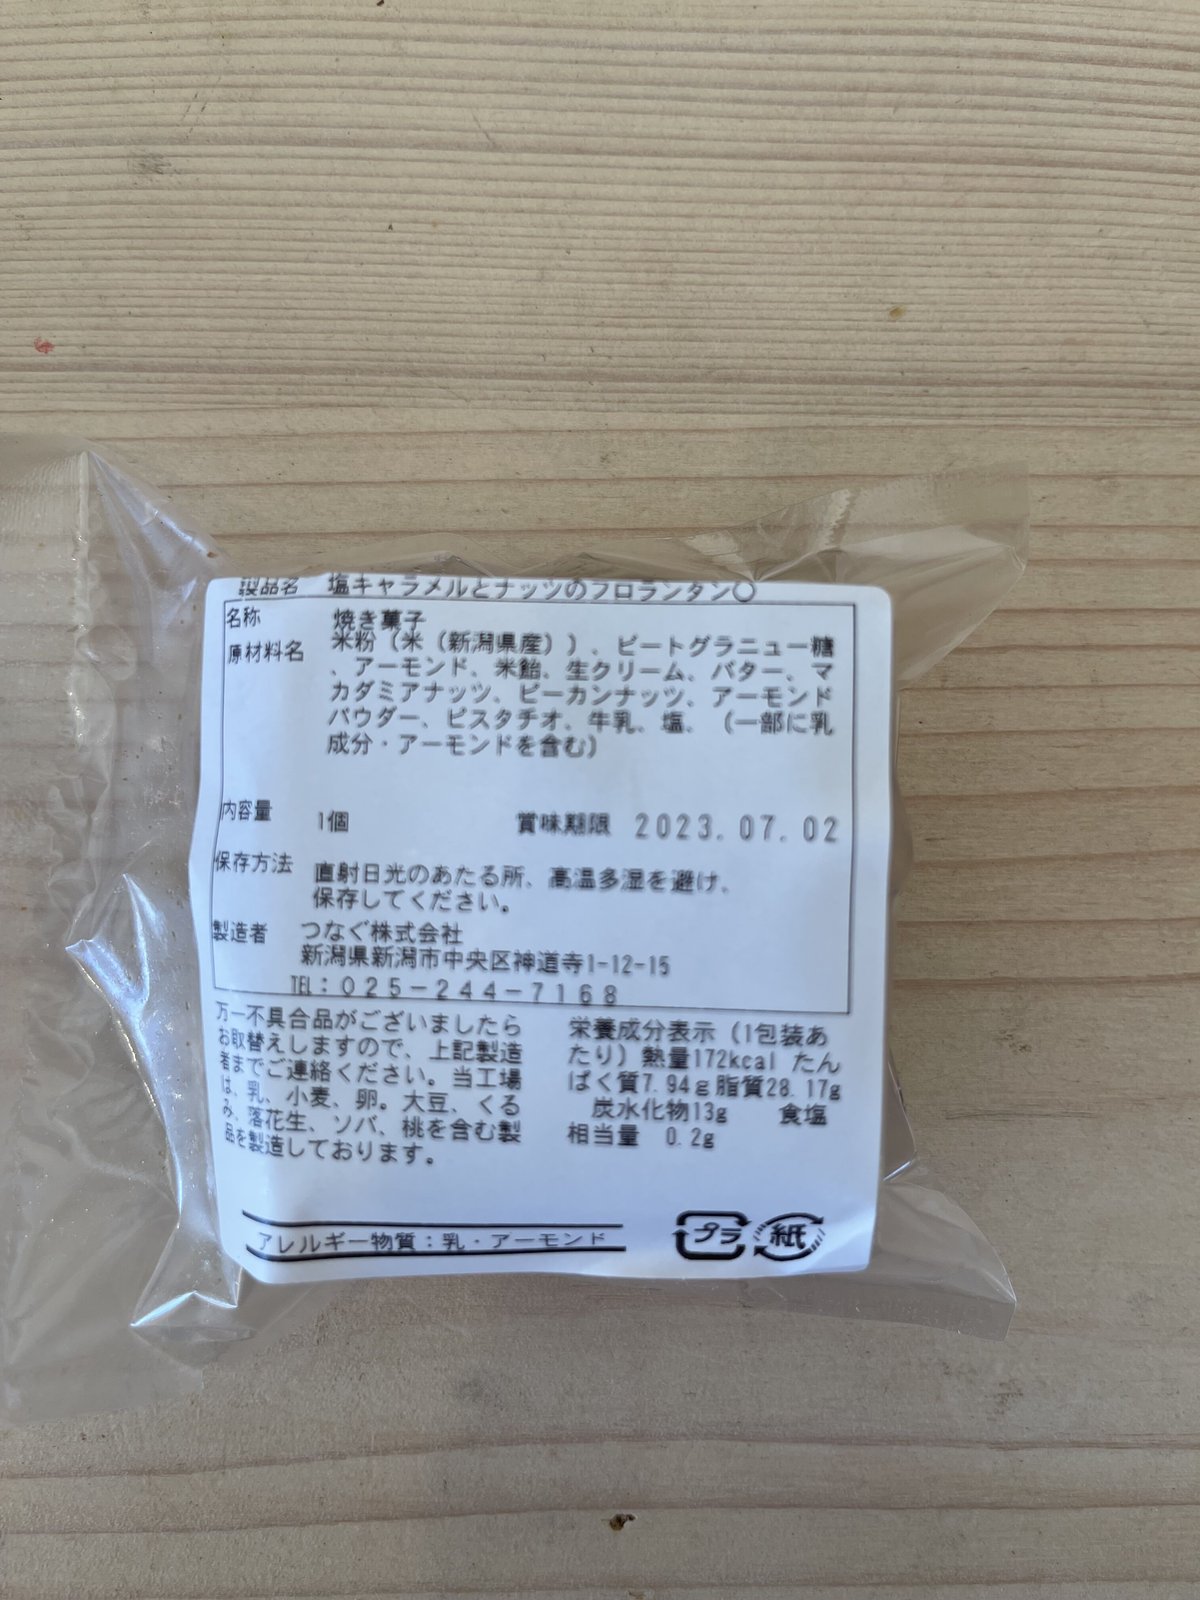 製品名 塩キャラメルとナッツのフロランタン○
名称 焼き菓子
原材料名 米粉（米（新潟県産））、ビートグラニュー糖
、アーモンド、米飴、生クリーム、バター、マ
カダミアナッツ、ピーカンナッツ、アーモンド
パウダー、ピスタチオ、牛乳、塩、（一部に乳
成分・アーモンドを含む）
内容量 1個 賞味期限 2023.07.02
保存方法 直射日光のあたる所、高温多湿を避け、
保存してください。
製造者 つなぐ株式会社
新潟県新潟市中央区神道寺1-12-15
TEL：025－244－7168
万一不具合品がございましたら
お取替えしますので、上記製造
者までご連絡ください。当工場
は、乳、小麦、卵。大豆、くる
み、落花生、ソバ、桃を含む製
品を製造しております。
栄養成分表示（1包装あ
たり）熱量172kcal たん
ぱく質7.94ｇ脂質28.17g
炭水化物13g 食塩
相当量 0.2g
アレルギー物質：乳・アーモンド
プラ 紙